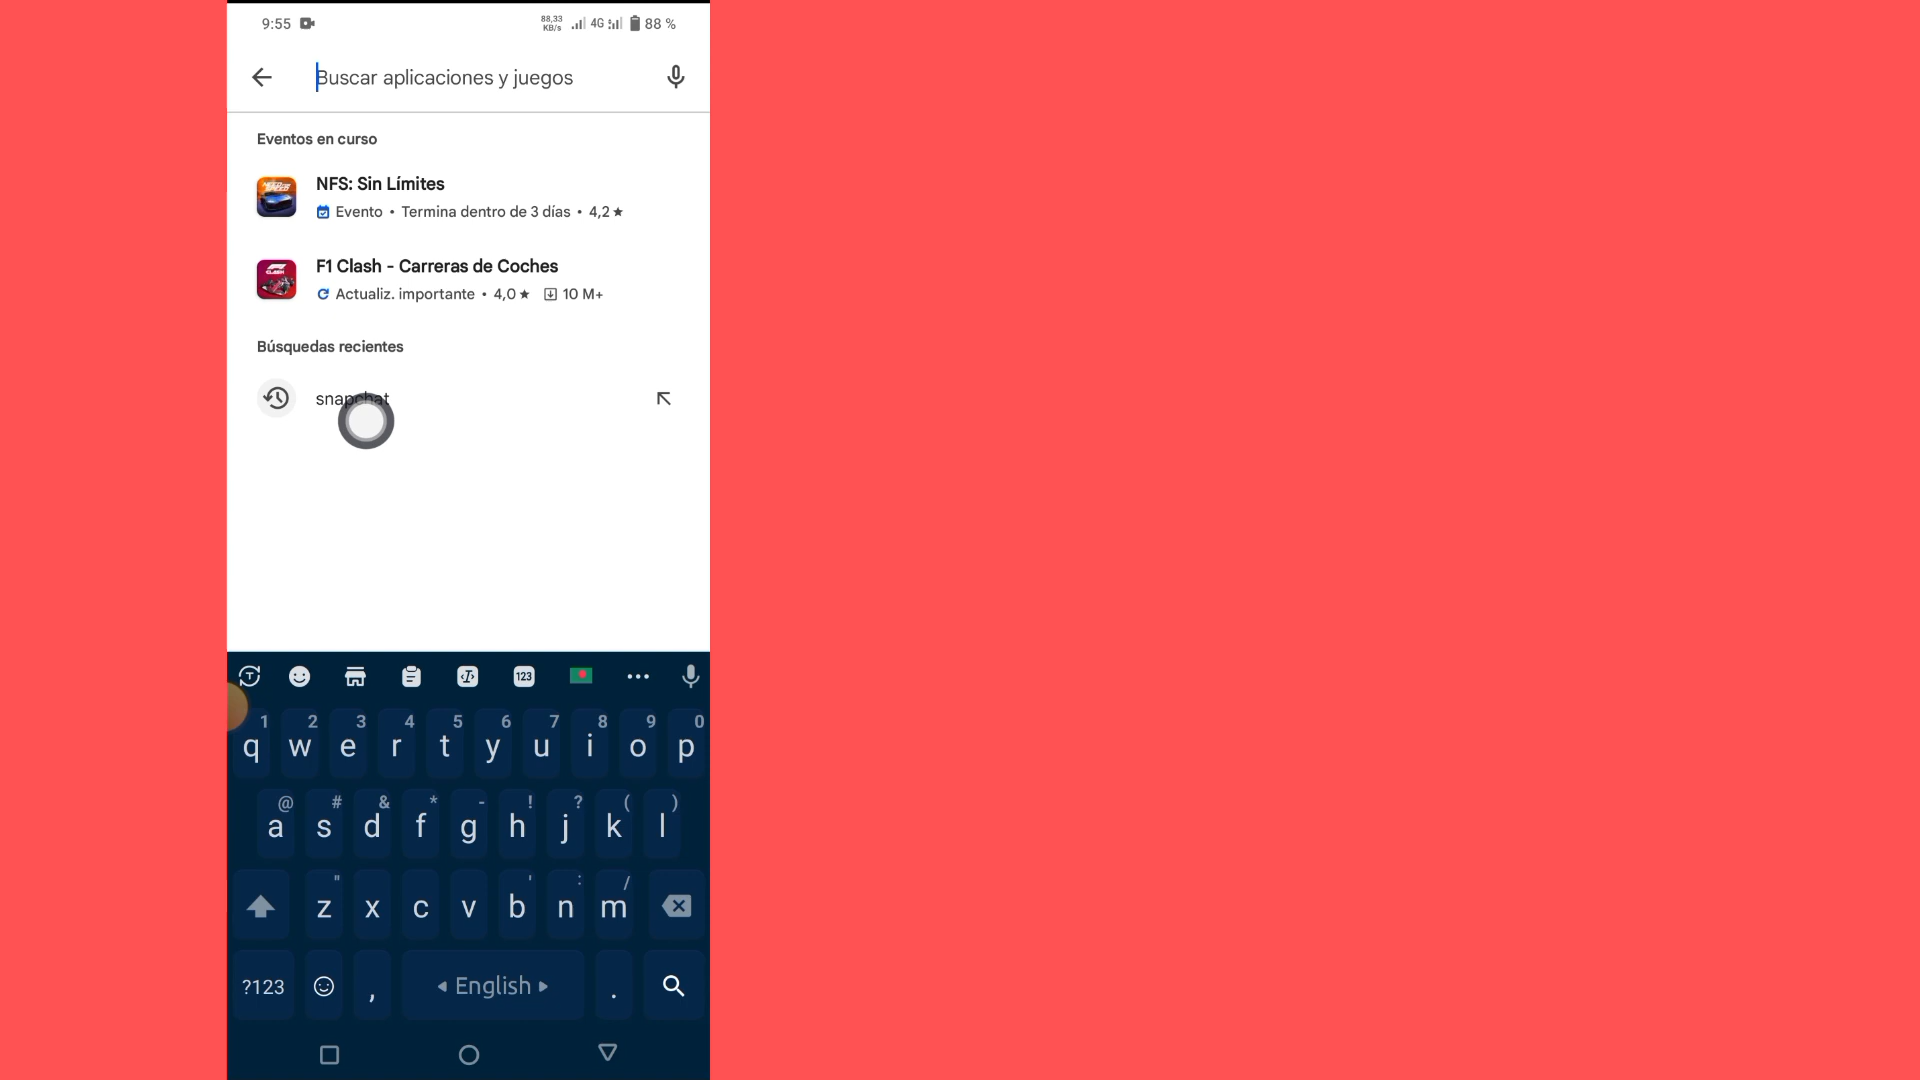 9:55 88,33 KB/s 4G 88 %
Buscar aplicaciones y juegos
Eventos en curso
NFS: Sin Límites
Evento • Termina dentro de 3 días • 4,2★
F1 Clash - Carreras de Coches
Actualiz. importante • 4,0★ 10 M+
Búsquedas recientes
snapchat
123
1 2 3 4 5 6 7 8 9 0
q w e r t y u i o p
@ # & * - ! ? ( )
a s d f g h j k l
" ' : /
z x c v b n m
?123 , English .